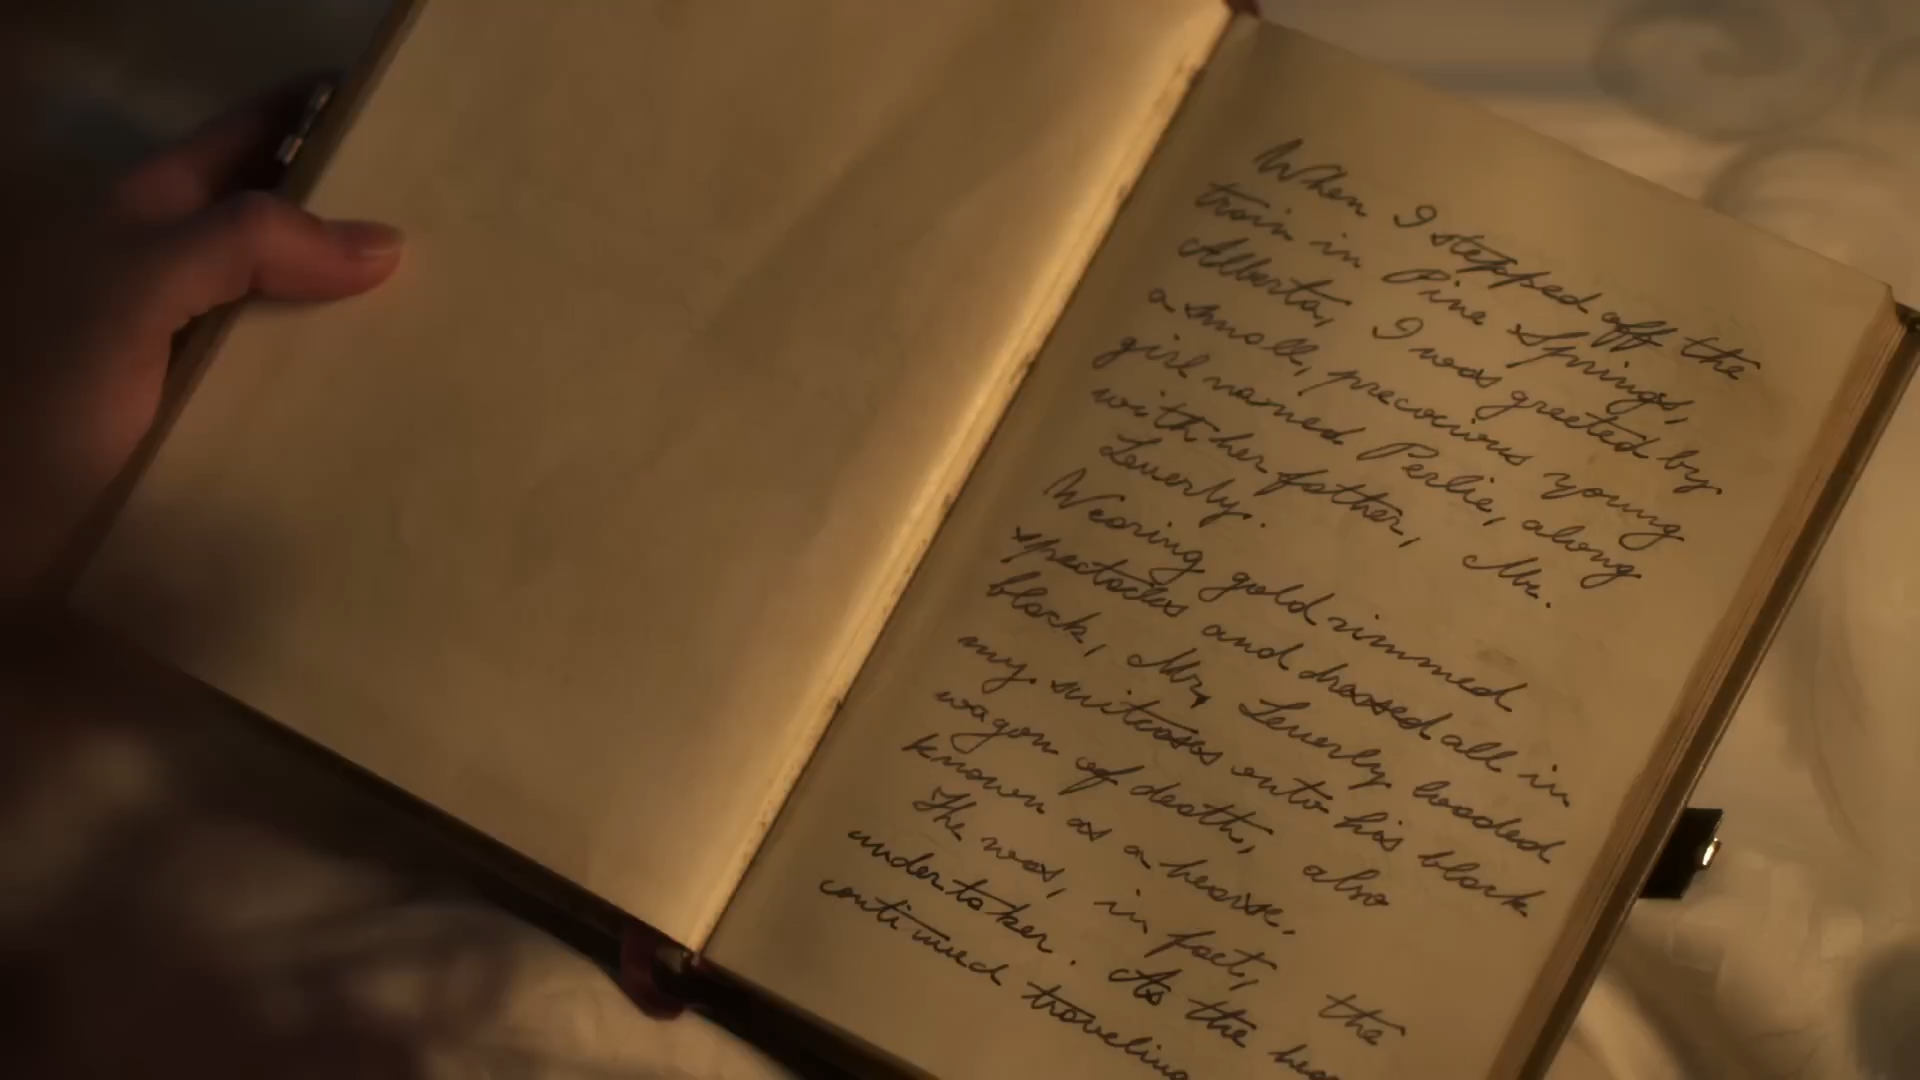 When I stepped off the
train in Pine Springs,
Alberta, I was greeted by
a small, precocious young
girl named Perlie, along
with her father, Mr.
Leverly.
Wearing gold rimmed
spectacles and dressed all in
black, Mr. Leverly loaded
my suitcases onto his black
wagon of death, also
known as a hearse.
He was, in fact, the
undertaker. As the
continued traveling